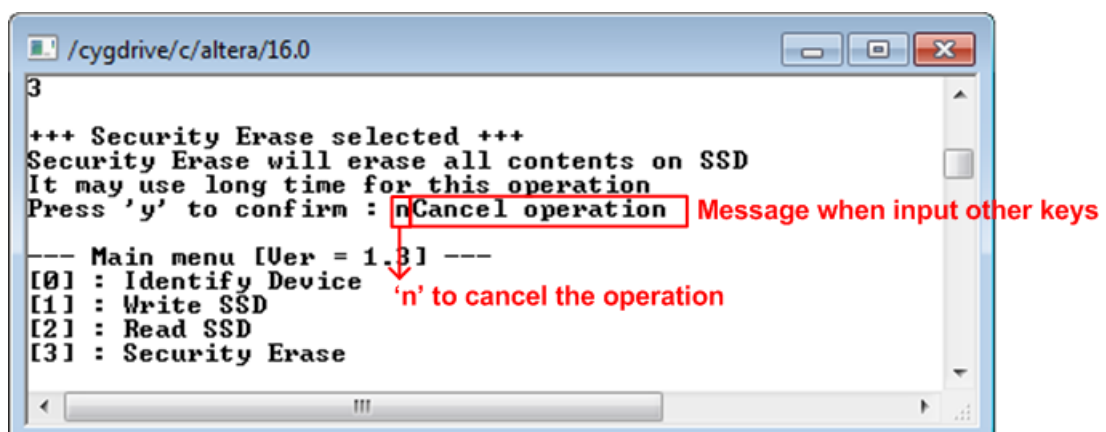 /cygdrive/c/altera/16.0
3
+++ Security Erase selected +++
Security Erase will erase all contents on SSD
It may use long time for this operation
Press 'y' to confirm : nCancel operation
Message when input other keys
--- Main menu [Ver = 1.3] ---
[0] : Identify Device
'n' to cancel the operation
[1] : Write SSD
[2] : Read SSD
[3] : Security Erase